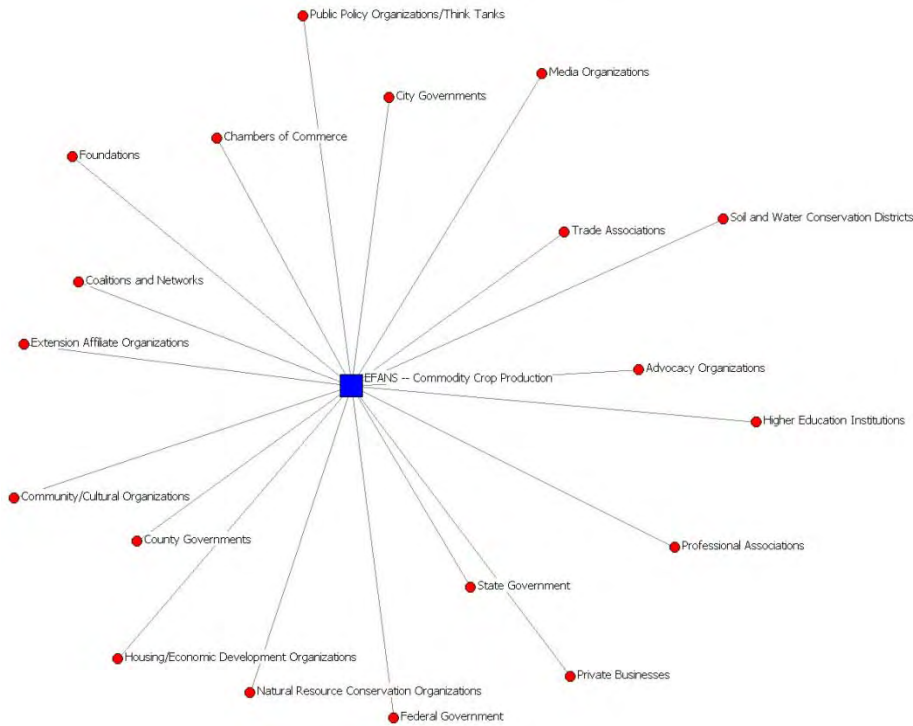 Public Policy Organizations/Think Tanks
Media Organizations
City Governments
Chambers of Commerce
Foundations
Soil and Water Conservation Districts
Trade Associations
Coalitions and Networks
Extension Affiliate Organizations
Advocacy Organizations
EFANS -- Commodity Crop Production
Higher Education Institutions
Community/Cultural Organizations
County Governments
Professional Associations
State Government
Housing/Economic Development Organizations
Private Businesses
Natural Resource Conservation Organizations
Federal Government